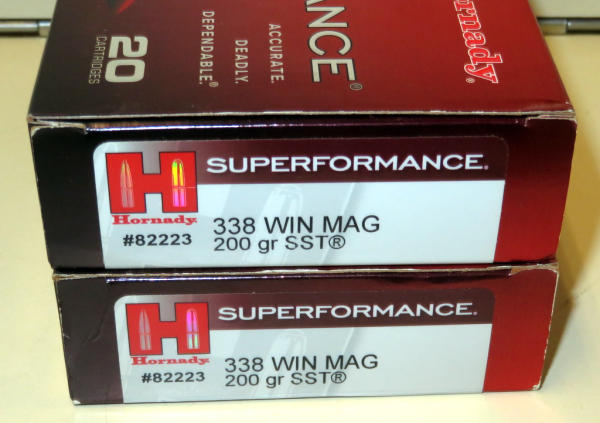 20
CARTRIDGES
ACCURATE.
DEADLY.
DEPENDABLE.®
ANCE®
ornady®
H
Hornady
#82223
SUPERFORMANCE.
338 WIN MAG
200 gr SST®
H
Hornady
#82223
SUPERFORMANCE.
338 WIN MAG
200 gr SST®